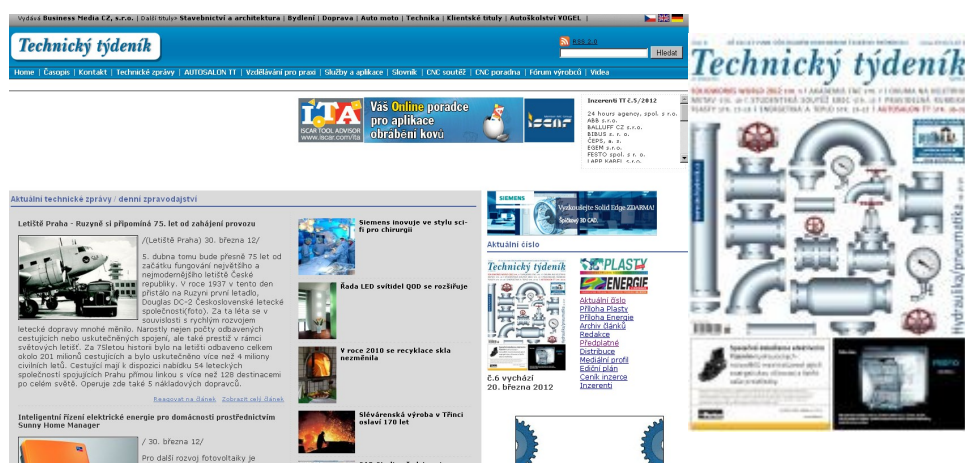 Vydává Business Media CZ, s.r.o. | Další tituly> Stavebnictví a architektura | Bydlení | Doprava | Auto moto | Technika | Klientské tituly | Autoškolství VOGEL |
Technický týdeník
RSS 2.0
Hledat
Home | Časopis | Kontakt | Technické zprávy | AUTOSALON TT | Vzdělávání pro praxi | Služby a aplikace | Slovník | CNC soutěž | CNC poradna | Fórum výrobců | Videa
ITA
ISCAR TOOL ADVISOR
www.iscar.com/ita
Váš Online poradce
pro aplikace
obrábění kovů
ISCAR
Inzerenti TT č.5/2012
24 hours agency, spol. s r.o.
ABB s.r.o.
BALLUFF CZ s.r.o.
BIBUS s. r. o.
ČEPS, a. s.
EGEM s.r.o.
FESTO spol. s r. o.
LAPP KABEL s.r.o.
Aktuální technické zprávy / denní zpravodajství
Letiště Praha - Ruzyně si připomíná 75. let od zahájení provozu
/(Letiště Praha) 30. března 12/
5. dubna tomu bude přesně 75 let od
začátku fungování největšího a
nejmodernějšího letiště České
republiky. V roce 1937 v tento den
přistálo na Ruzyni první letadlo,
Douglas DC-2 Československé letecké
společnosti(foto). Za ta léta se v
souvislosti s rychlým rozvojem
letecké dopravy mnohé měnilo. Narostly nejen počty odbavených
cestujících nebo uskutečněných spojení, ale také prestiž v rámci
světových letišť. Za 75letou historii bylo na letišti odbaveno celkem
okolo 201 milionů cestujících a bylo uskutečněno více než 4 miliony
civilních letů. Cestující mají k dispozici nabídku 54 leteckých
společností spojujících Prahu přímou linkou s více než 128 destinacemi
po celém světě. Operuje zde také 5 nákladových dopravců.
Reagovat na článek Zobrazit celý článek
Inteligentní řízení elektrické energie pro domácnosti prostřednictvím
Sunny Home Manager
/ 30. března 12/
Pro další rozvoj fotovoltaiky je
Siemens inovuje ve stylu sci-
fi pro chirurgii
Řada LED svítidel QOD se rozšiřuje
V roce 2010 se recyklace skla
nezměnila
Slévárenská výroba v Třinci
oslaví 170 let
SIEMENS
Vyzkoušejte Solid Edge ZDARMA!
Špičkový 3D CAD.
Aktuální číslo
Technický týdeník
č.6 vychází
20. března 2012
PLASTY
ENERGIE
Aktuální číslo
Příloha Plasty
Příloha Energie
Archiv článků
Redakce
Předplatné
Distribuce
Mediální profil
Ediční plán
Ceník inzerce
Inzerenti
Technický týdeník
hydraulika/pneumatika